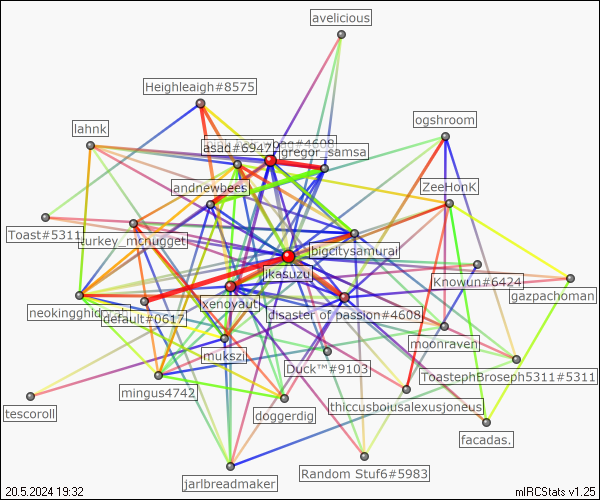 avelicious
Heighleaigh#8575
ogshroom
lahnk
asad#6947
gregor_samsa
andnewbees
ZeeHonK
Toast#5311
turkey_mcnugget
bigcitysamurai
ikasuzu
Knowun#6424
gazpachoman
xenoyaut
neokingghid
default#0617
disaster of passion#4608
moonraven
mukszi
Duck™#9103
ToastephBroseph5311#5311
mingus4742
thiccusboiusalexusjoneus
doggerdig
tescoroll
facadas.
Random Stuf6#5983
jarlbreadmaker
20.5.2024 19:32
mIRCStats v1.25